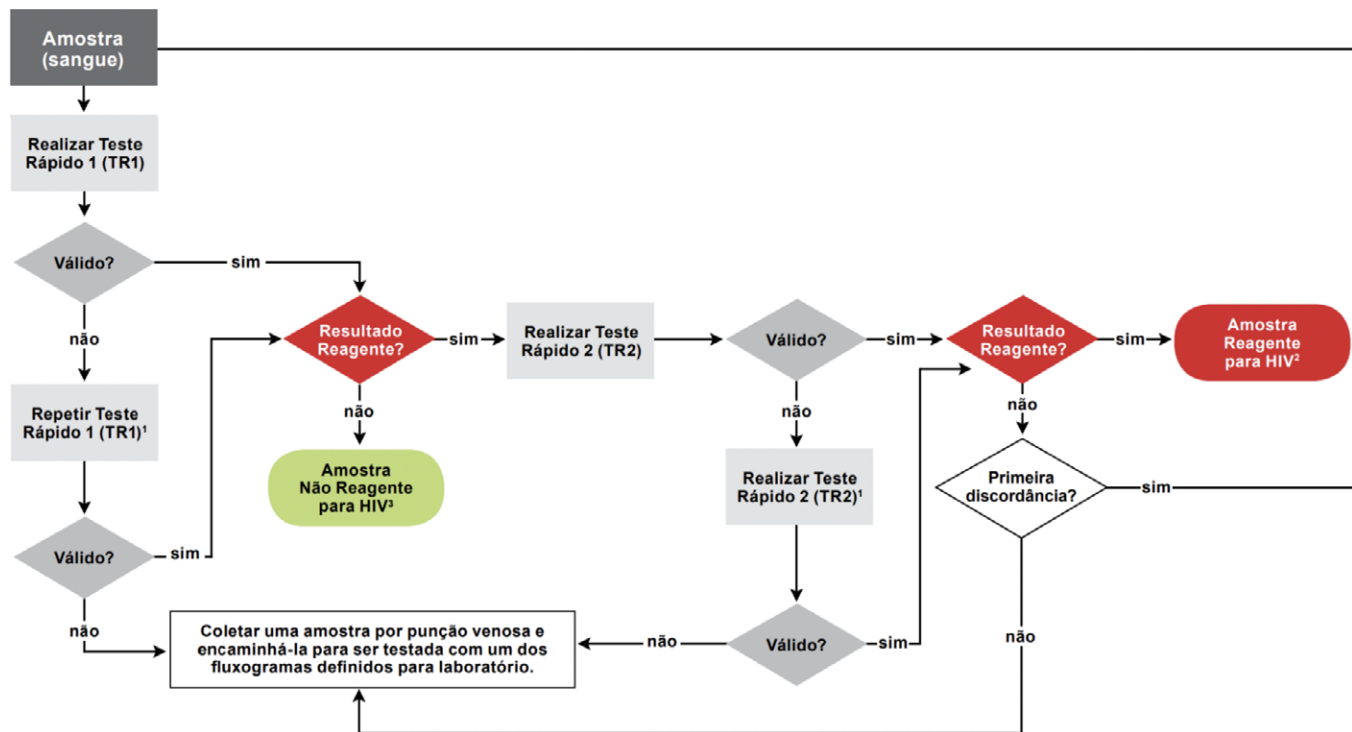 Amostra
(sangue)
Realizar Teste
Rápido 1 (TR1)
Válido?
sim
não
Resultado
Reagente?
sim
Realizar Teste
Rápido 2 (TR2)
Válido?
sim
Resultado
Reagente?
sim
Amostra
Reagente
para HIV²
Repetir Teste
Rápido 1 (TR1)¹
não
Amostra
Não Reagente
para HIV³
não
Realizar Teste
Rápido 2 (TR2)¹
não
Primeira
discordância?
sim
Válido?
sim
não
Coletar uma amostra por punção venosa e
encaminhá-la para ser testada com um dos
fluxogramas definidos para laboratório.
não
Válido?
sim
não